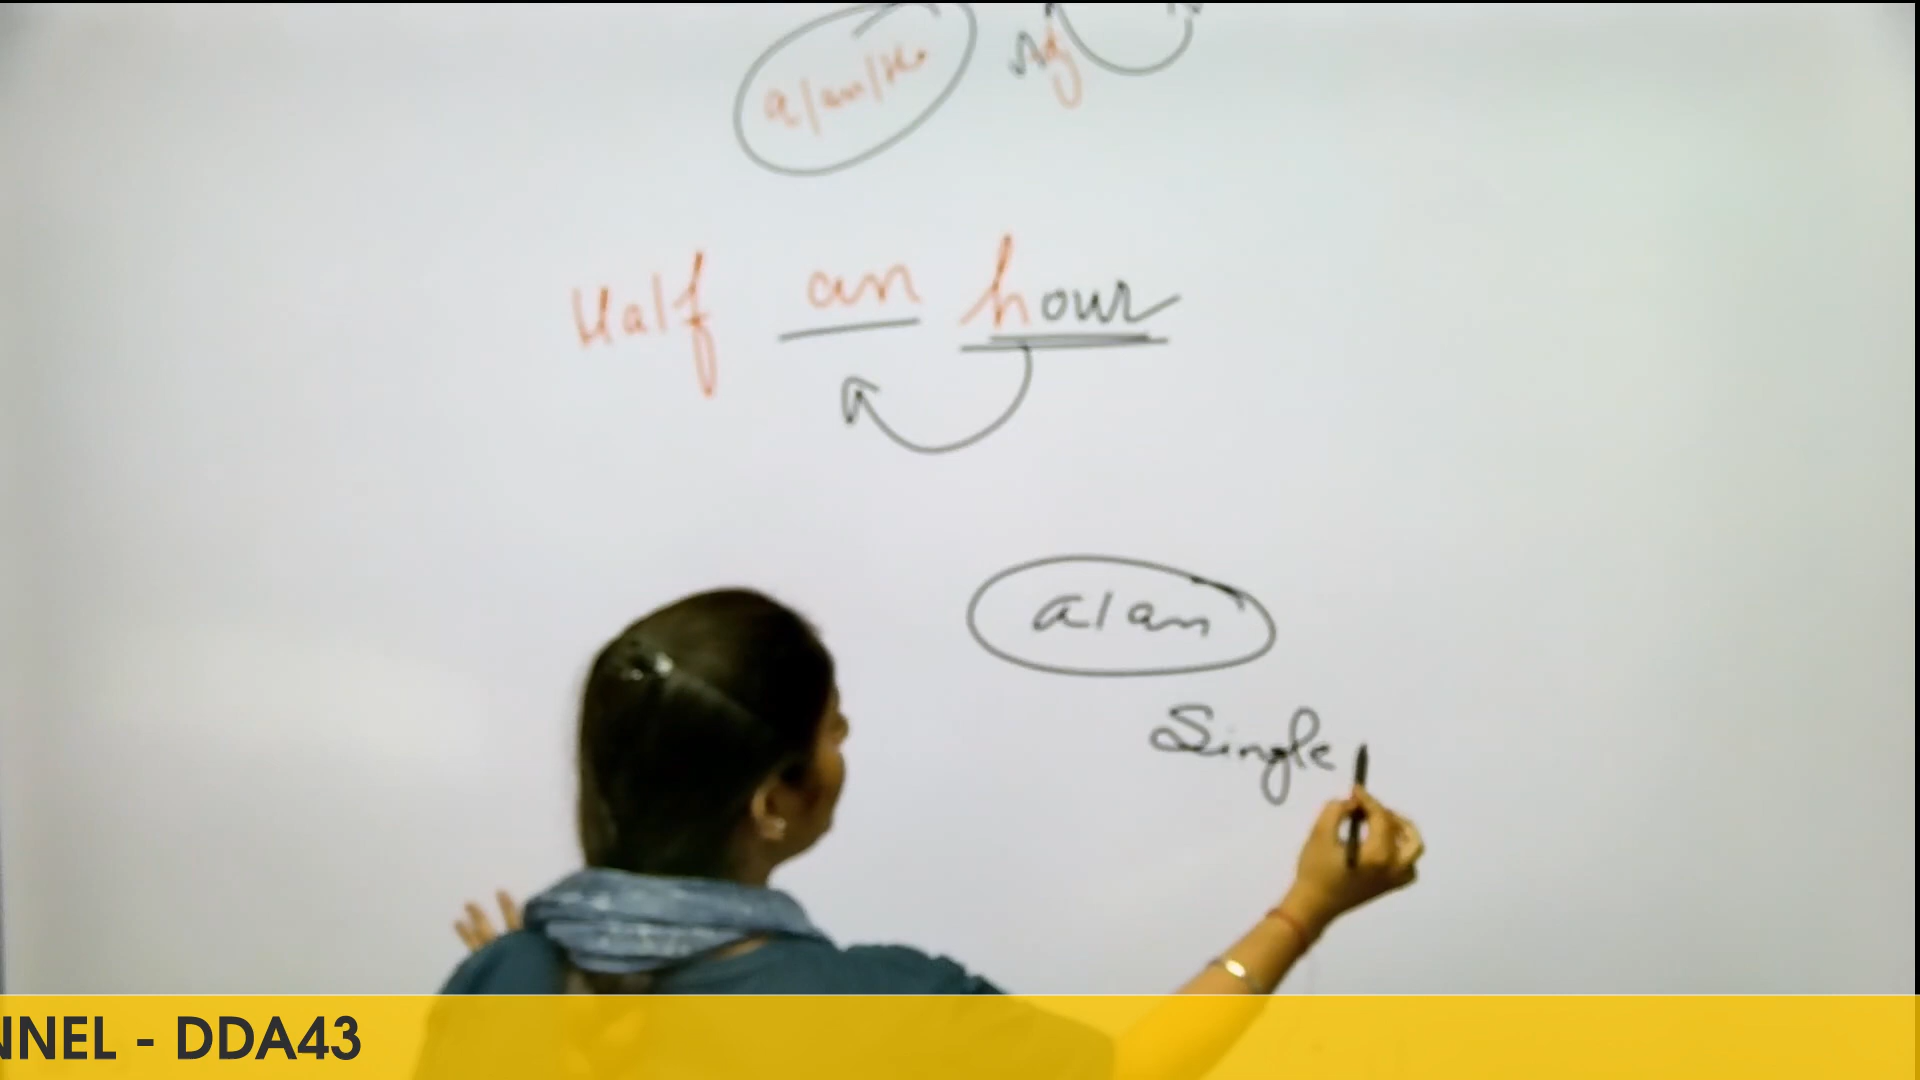 a/an/the
Half an hour
a/an
Single
NNEL - DDA43